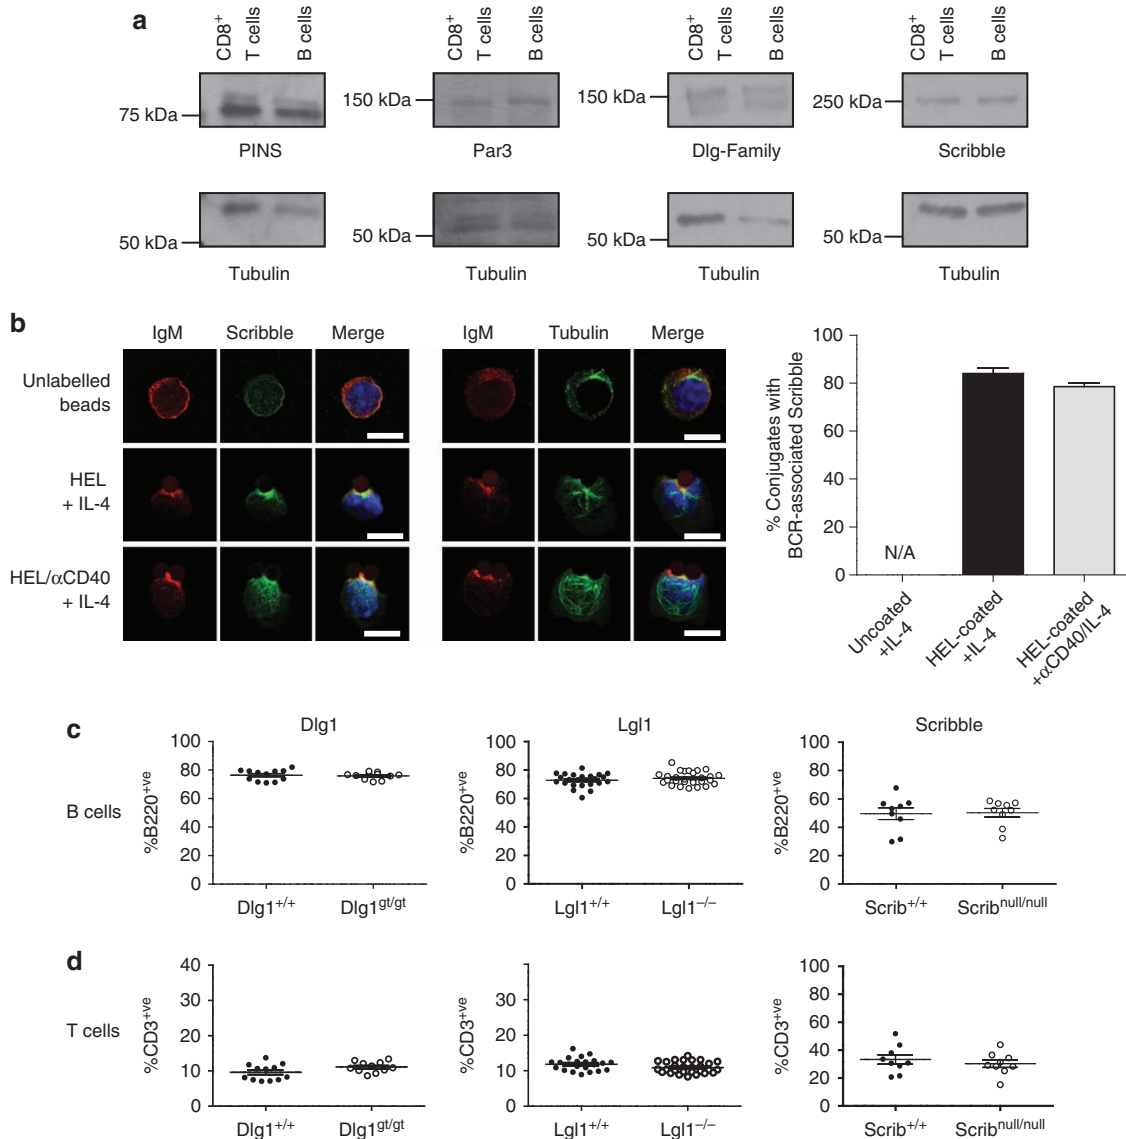 a
CD8+ T cells
B cells
CD8+ T cells
B cells
CD8+ T cells
B cells
CD8+ T cells
B cells
75 kDa
150 kDa
150 kDa
250 kDa
PINS
Par3
Dlg-Family
Scribble
50 kDa
50 kDa
50 kDa
50 kDa
Tubulin
Tubulin
Tubulin
Tubulin
b
IgM
Scribble
Merge
IgM
Tubulin
Merge
Unlabelled
beads
HEL
+ IL-4
HEL/αCD40
+ IL-4
% Conjugates with
BCR-associated Scribble
100
80
60
40
20
0
N/A
Uncoated
+IL-4
HEL-coated
+IL-4
HEL-coated
+αCD40/IL-4
c
Dlg1
Lgl1
Scribble
B cells
%B220+ve
100
80
60
40
20
0
Dlg1+/+
Dlg1gt/gt
%B220+ve
100
80
60
40
20
0
Lgl1+/+
Lgl1–/–
%B220+ve
100
80
60
40
20
0
Scrib+/+
Scribnull/null
d
T cells
%CD3+ve
40
30
20
10
0
Dlg1+/+
Dlg1gt/gt
%CD3+ve
40
30
20
10
0
Lgl1+/+
Lgl1–/–
%CD3+ve
100
80
60
40
20
0
Scrib+/+
Scribnull/null